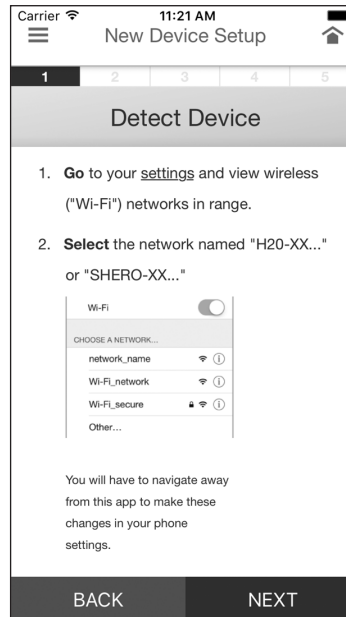 Carrier 11:21 AM
New Device Setup
1 2 3 4 5
Detect Device
1. Go to your settings and view wireless
("Wi-Fi") networks in range.
2. Select the network named "H20-XX..."
or "SHERO-XX..."
Wi-Fi
CHOOSE A NETWORK...
network_name
Wi-Fi_network
Wi-Fi_secure
Other...
You will have to navigate away
from this app to make these
changes in your phone
settings.
BACK NEXT